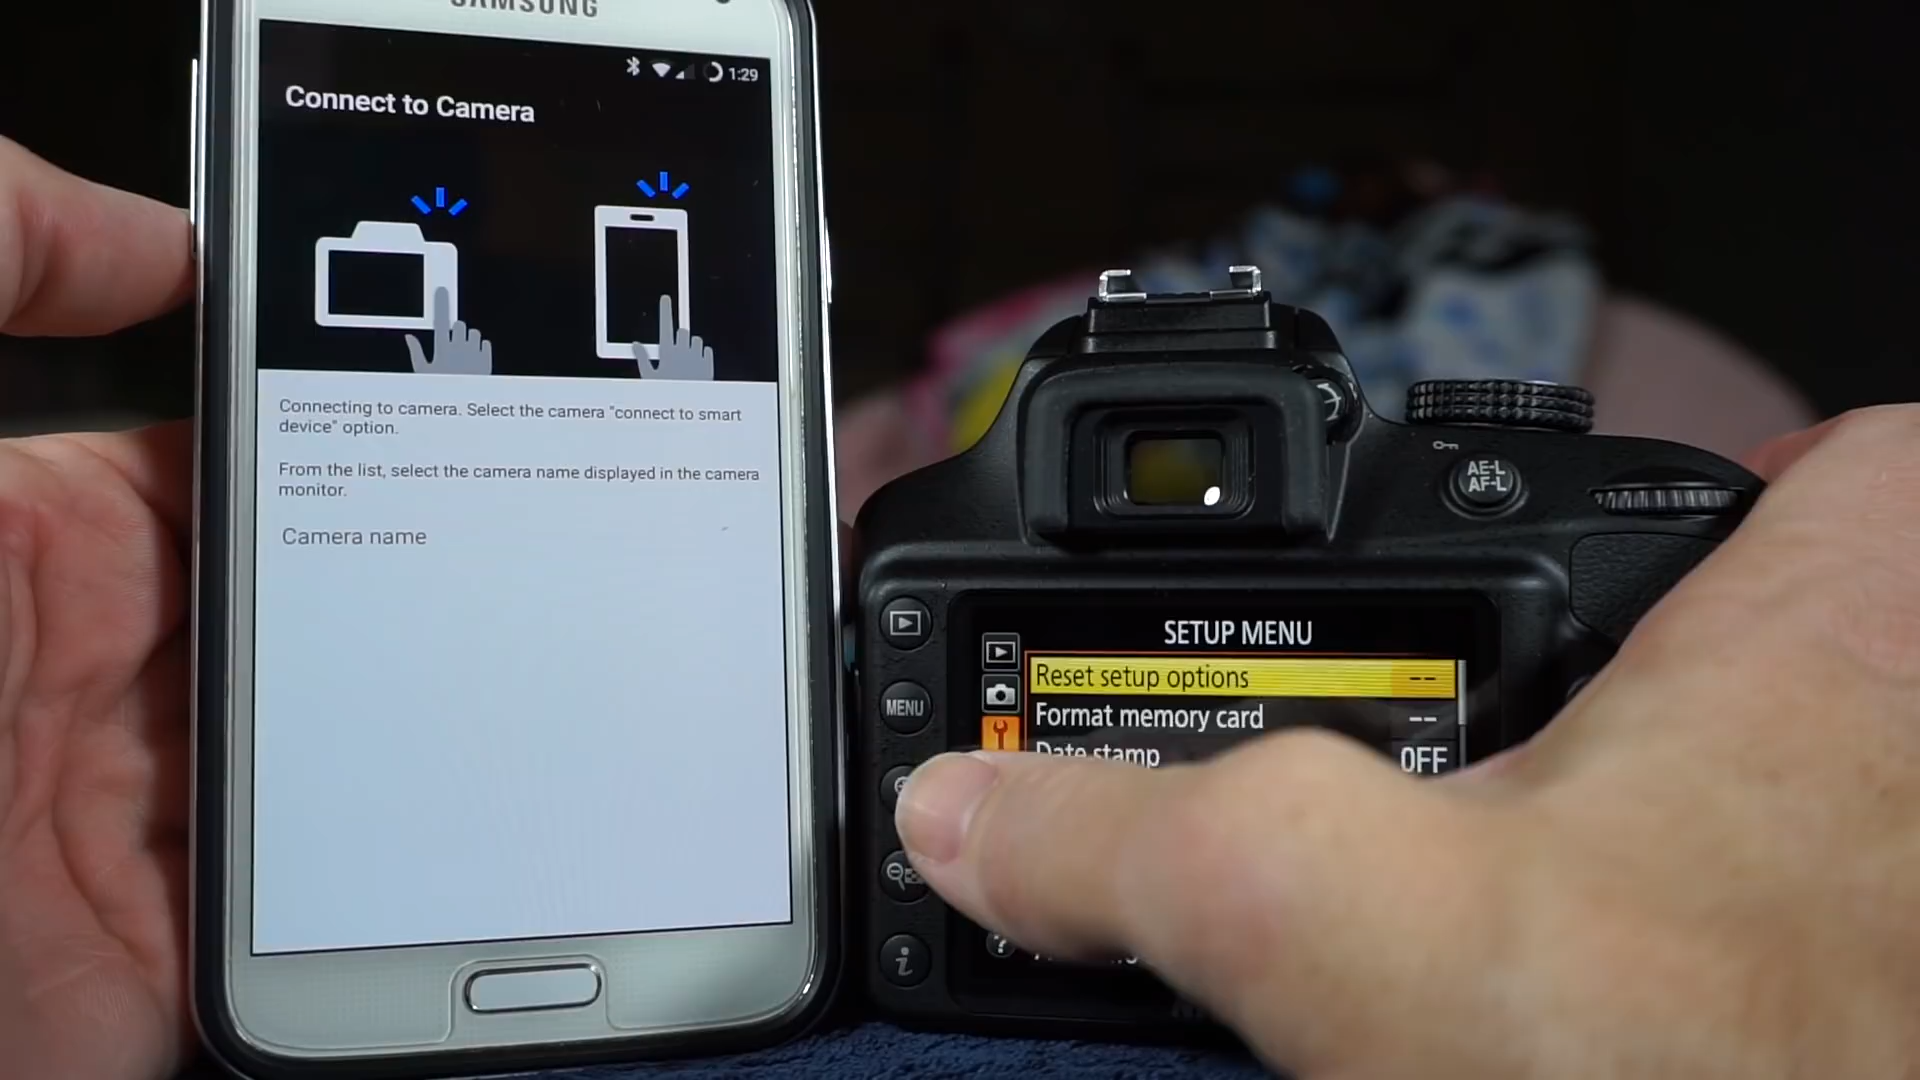 SAMSUNG
1:29
Connect to Camera
Connecting to camera. Select the camera "connect to smart
device" option.
From the list, select the camera name displayed in the camera
monitor.
Camera name
AE-L
AF-L
MENU
i
SETUP MENU
Reset setup options --
Format memory card --
Date stamp OFF
?